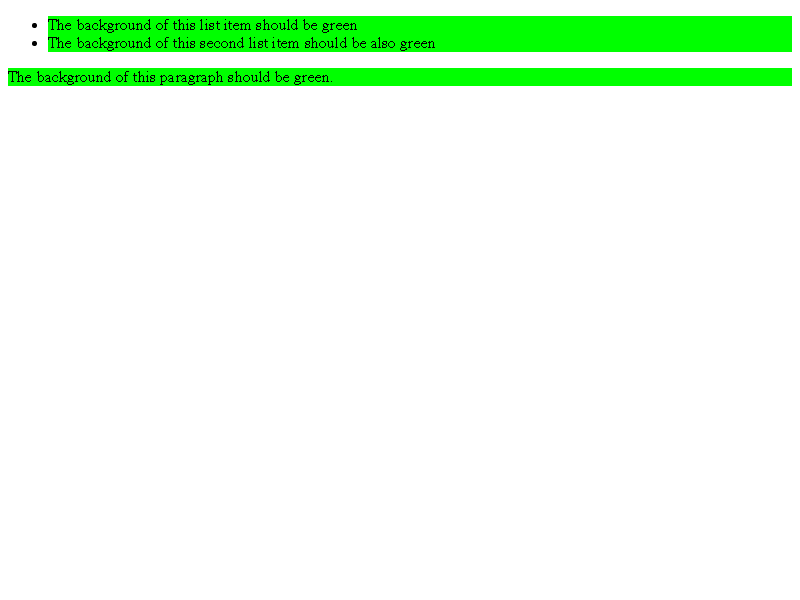 The background of this list item should be green
The background of this second list item should be also green
The background of this paragraph should be green.